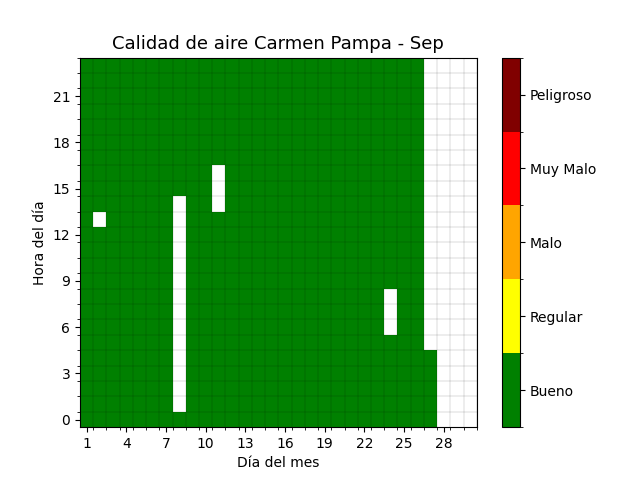 Calidad de aire Carmen Pampa - Sep
Hora del día
21
18
15
12
9
6
3
0
1 4 7 10 13 16 19 22 25 28
Día del mes
Peligroso
Muy Malo
Malo
Regular
Bueno